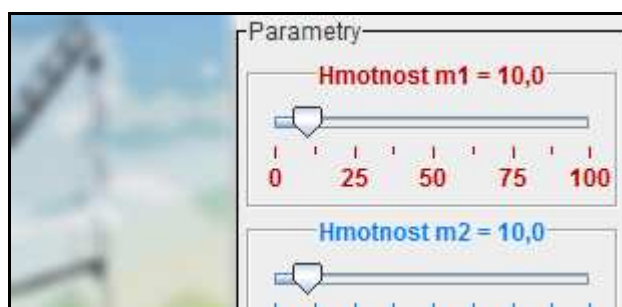 Parametry
Hmotnost m1 = 10,0
0 25 50 75 100
Hmotnost m2 = 10,0